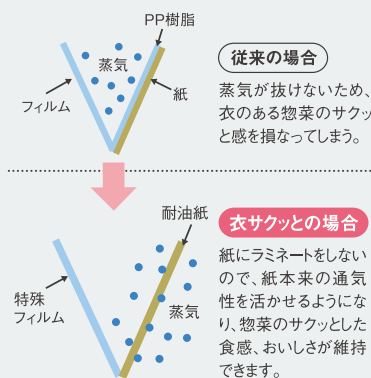 PP樹脂
蒸気
フィルム
紙
従来の場合
蒸気が抜けないため、
衣のある惣菜のサクッ
と感を損なってしまう。
耐油紙
特殊
フィルム
蒸気
衣サクッとの場合
紙にラミネートをしない
ので、紙本来の通気
性を活かせるようにな
り、惣菜のサクッとした
食感、おいしさが維持
できます。